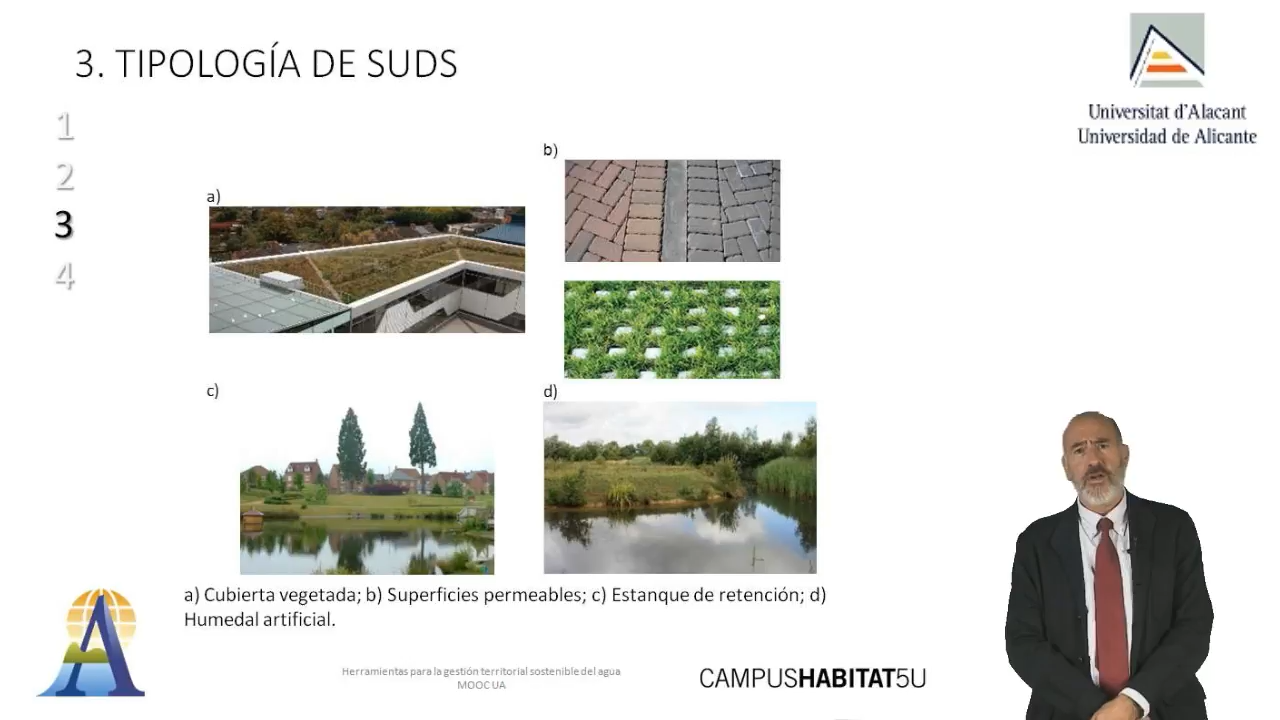 3. TIPOLOGÍA DE SUDS
Universitat d'Alacant
Universidad de Alicante
1
2
3
4
a)
b)
c)
d)
a) Cubierta vegetada; b) Superficies permeables; c) Estanque de retención; d)
Humedal artificial.
Herramientas para la gestión territorial sostenible del agua
MOOC UA
CAMPUSHABITAT5U